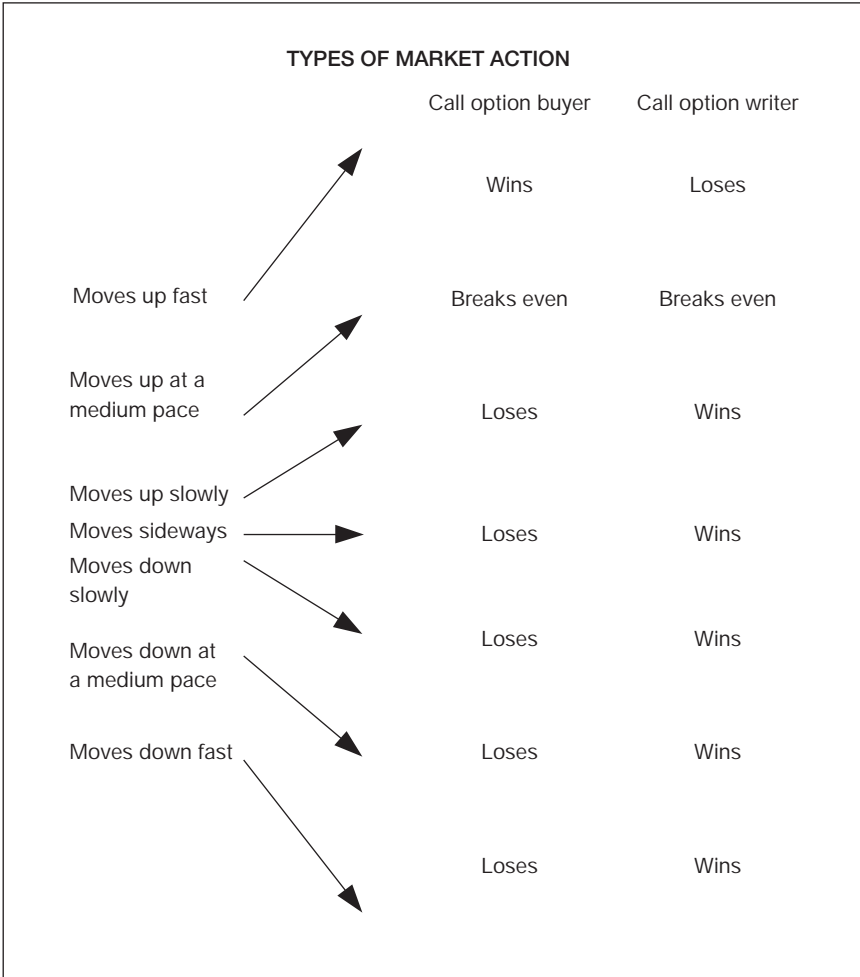 TYPES OF MARKET ACTION
Call option buyer Call option writer
Wins Loses
Moves up fast Breaks even Breaks even
Moves up at a
medium pace
Loses Wins
Moves up slowly
Moves sideways Loses Wins
Moves down
slowly
Loses Wins
Moves down at
a medium pace
Moves down fast Loses Wins
Loses Wins